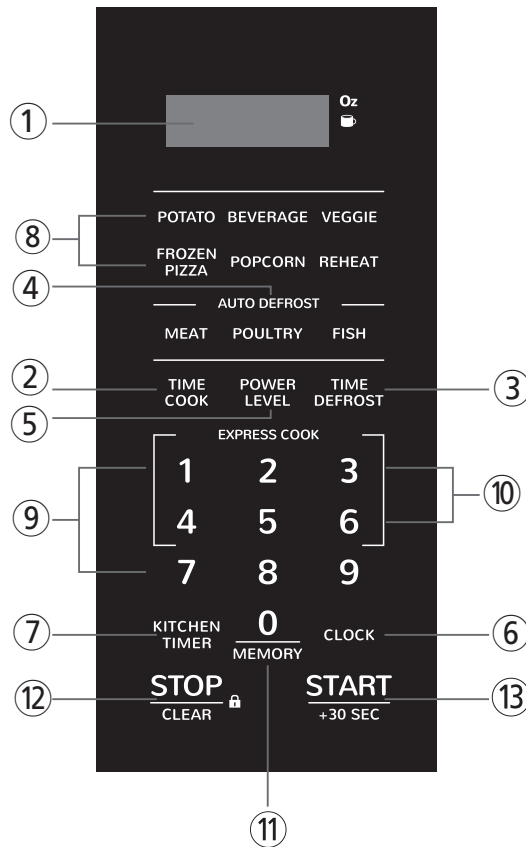 Oz
①
POTATO BEVERAGE VEGGIE
⑧
FROZEN PIZZA POPCORN REHEAT
④
AUTO DEFROST
MEAT POULTRY FISH
②
TIME COOK POWER LEVEL TIME DEFROST
③
⑤
EXPRESS COOK
1 2 3
⑨
⑩
4 5 6
7 8 9
⑦
KITCHEN TIMER 0 CLOCK
⑥
MEMORY
⑫
STOP START
⑬
CLEAR +30 SEC
⑪